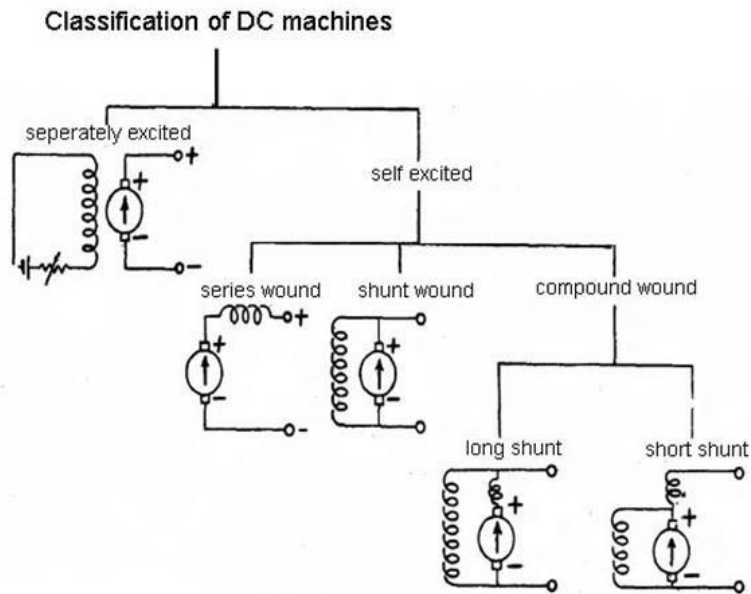 Classification of DC machines
seperately excited
+
+
-
-
self excited
series wound
shunt wound
compound wound
+
+
-
-
+
-
long shunt
short shunt
+
-
+
-